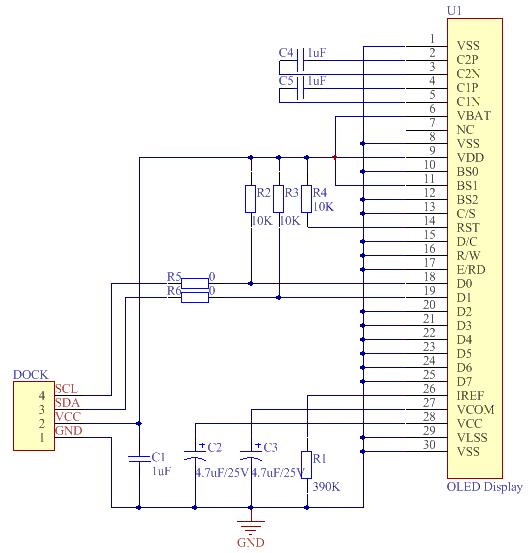 U1
1 VSS
2 C2P
3 C2N
4 C1P
5 C1N
6 VBAT
7 NC
8 VSS
9 VDD
10 BS0
11 BS1
12 BS2
13 C/S
14 RST
15 D/C
16 R/W
17 E/RD
18 D0
19 D1
20 D2
21 D3
22 D4
23 D5
24 D6
25 D7
26 IREF
27 VCOM
28 VCC
29 VLSS
30 VSS
OLED Display
C4 1uF
C5 1uF
R2 R3 R4
10K 10K 10K
R5 0
R6 0
DOCK
4 SCL
3 SDA
2 VCC
1 GND
C1
1uF
C2
4.7uF/25V
C3
4.7uF/25V
R1
390K
GND